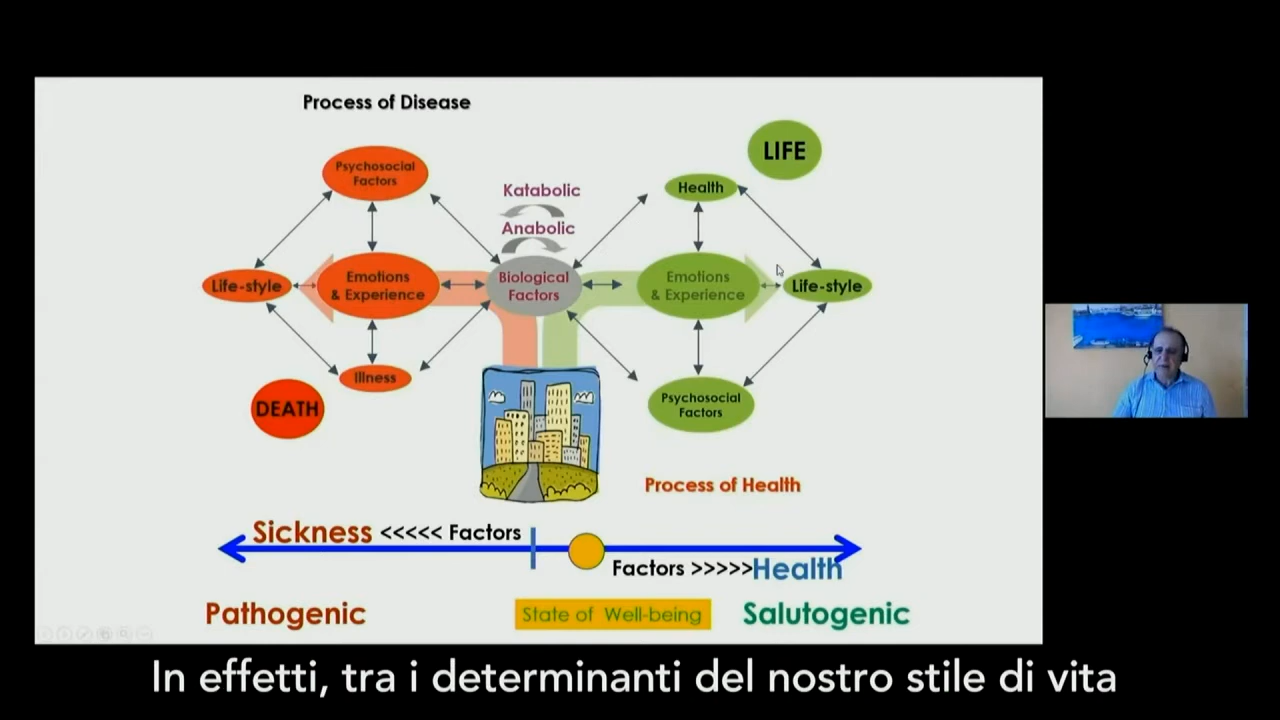 Process of Disease
LIFE
Psychosocial
Factors
Katabolic
Health
Anabolic
Life-style
Emotions
& Experience
Biological
Factors
Emotions
& Experience
Life-style
Illness
DEATH
Psychosocial
Factors
Process of Health
Sickness <<<<< Factors
Factors >>>>>Health
Pathogenic
State of Well-being
Salutogenic
In effetti, tra i determinanti del nostro stile di vita